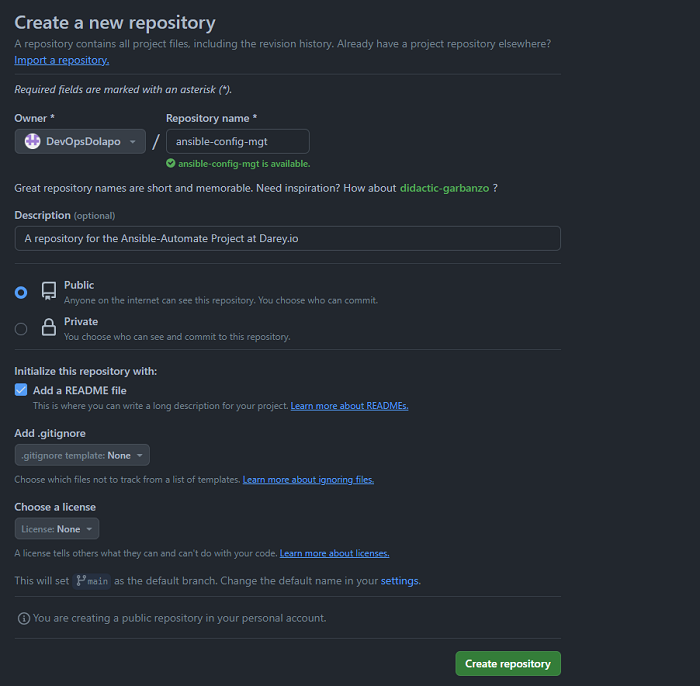 Create a new repository
A repository contains all project files, including the revision history. Already have a project repository elsewhere?
Import a repository.
Required fields are marked with an asterisk (*).
Owner * Repository name *
DevOpsDolapo / ansible-config-mgt
ansible-config-mgt is available.
Great repository names are short and memorable. Need inspiration? How about didactic-garbanzo ?
Description (optional)
A repository for the Ansible-Automate Project at Darey.io
Public
Anyone on the internet can see this repository. You choose who can commit.
Private
You choose who can see and commit to this repository.
Initialize this repository with:
Add a README file
This is where you can write a long description for your project. Learn more about READMEs.
Add .gitignore
.gitignore template: None
Choose which files not to track from a list of templates. Learn more about ignoring files.
Choose a license
License: None
A license tells others what they can and can't do with your code. Learn more about licenses.
This will set main as the default branch. Change the default name in your settings.
You are creating a public repository in your personal account.
Create repository